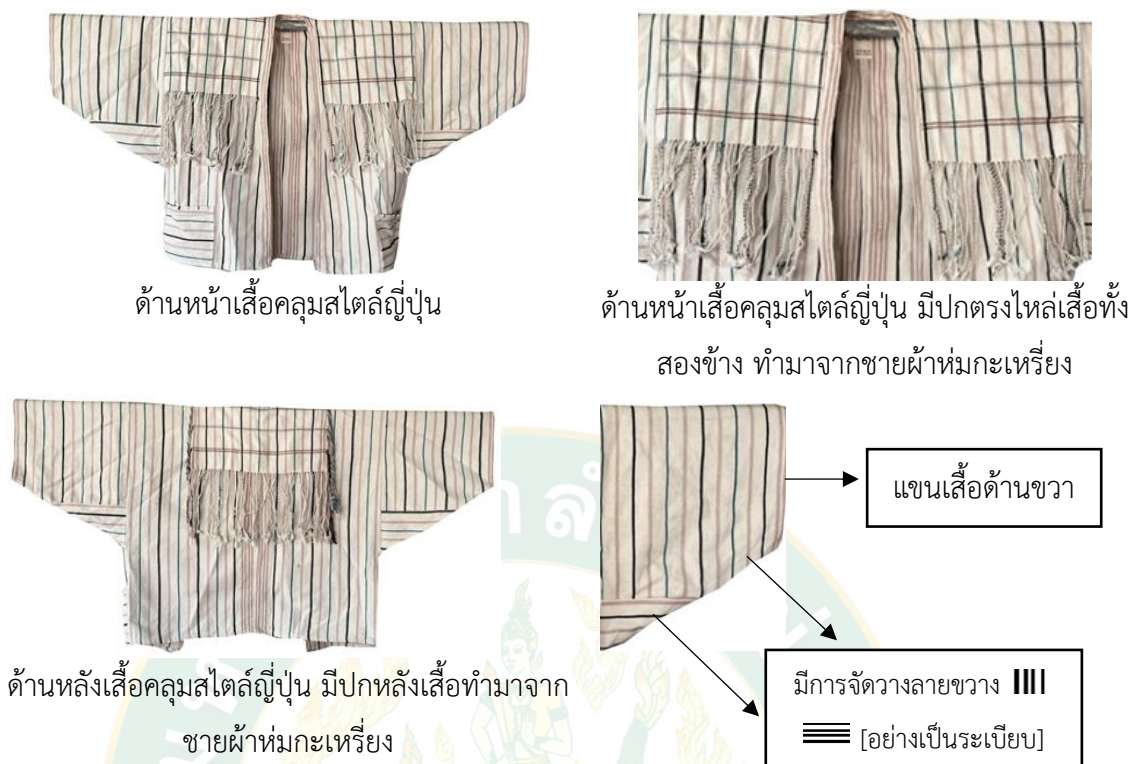 ด้านหน้าเสื้อคลุมสไตล์ญี่ปุ่น
ด้านหน้าเสื้อคลุมสไตล์ญี่ปุ่น มีปกตรงไหล่เสื้อทั้ง
สองข้าง ทำมาจากชายผ้าห่มกะเหรี่ยง
ด้านหลังเสื้อคลุมสไตล์ญี่ปุ่น มีปกหลังเสื้อทำมาจาก
ชายผ้าห่มกะเหรี่ยง
แขนเสื้อด้านขวา
มีการจัดวางลายขวาง
[อย่างเป็นระเบียบ]